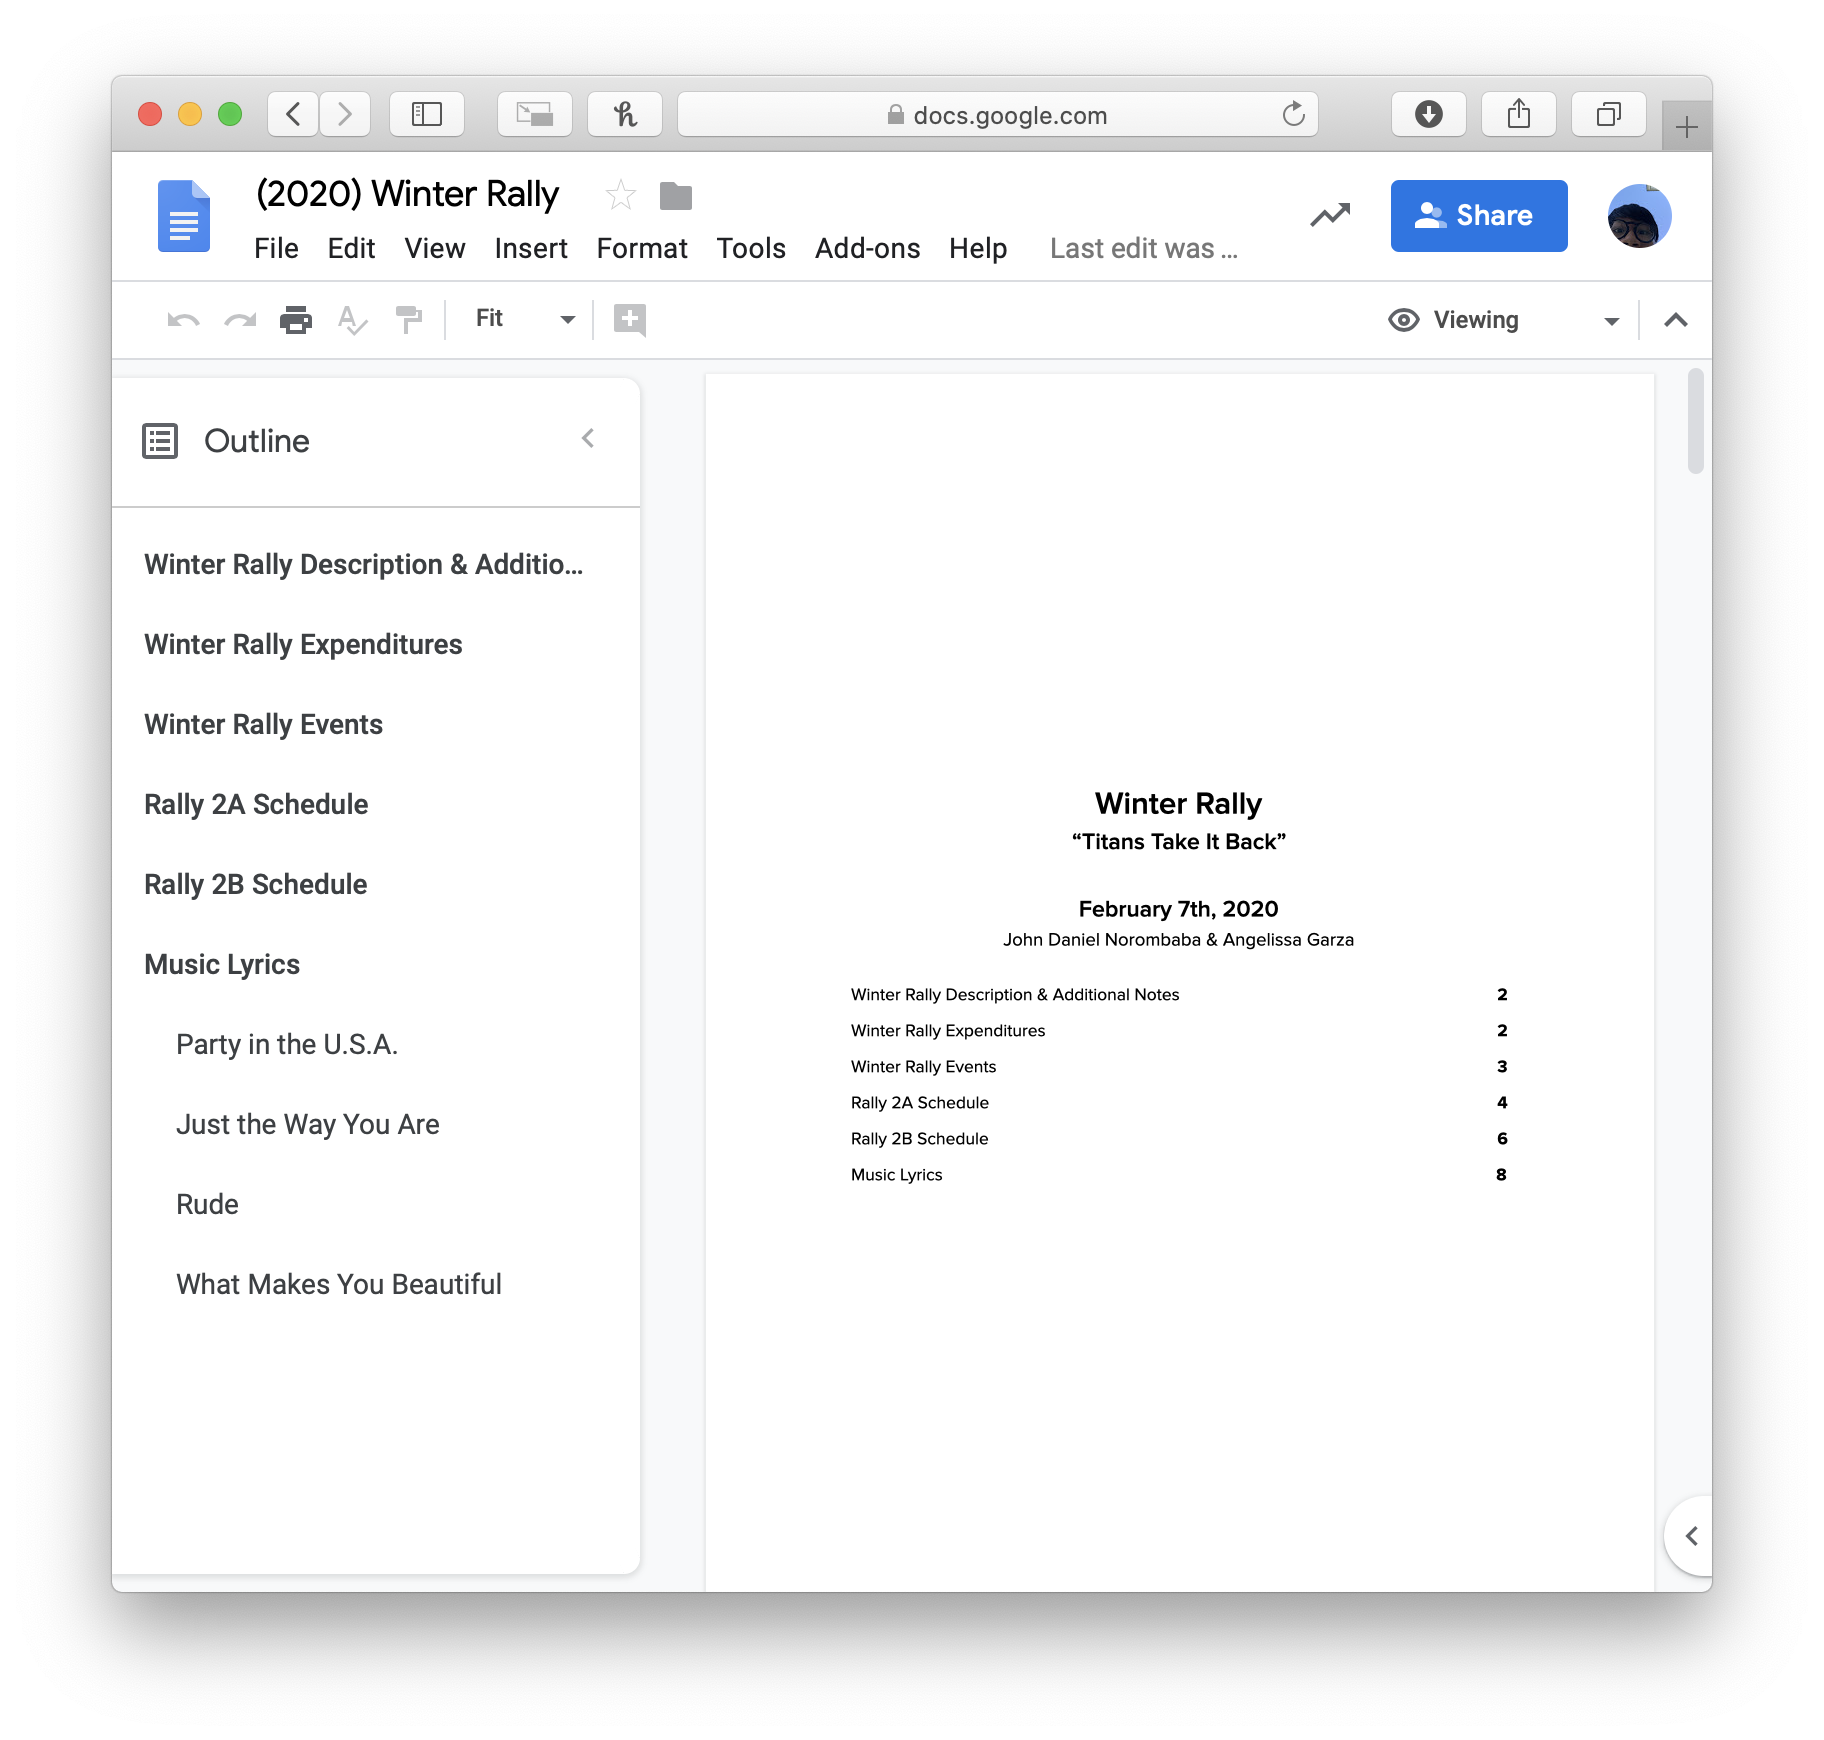 docs.google.com
(2020) Winter Rally
File Edit View Insert Format Tools Add-ons Help Last edit was ...
Share
Fit
Viewing
Outline
Winter Rally Description & Additio...
Winter Rally Expenditures
Winter Rally Events
Rally 2A Schedule
Rally 2B Schedule
Music Lyrics
Party in the U.S.A.
Just the Way You Are
Rude
What Makes You Beautiful
Winter Rally
“Titans Take It Back”
February 7th, 2020
John Daniel Norombaba & Angelissa Garza
Winter Rally Description & Additional Notes 2
Winter Rally Expenditures 2
Winter Rally Events 3
Rally 2A Schedule 4
Rally 2B Schedule 6
Music Lyrics 8